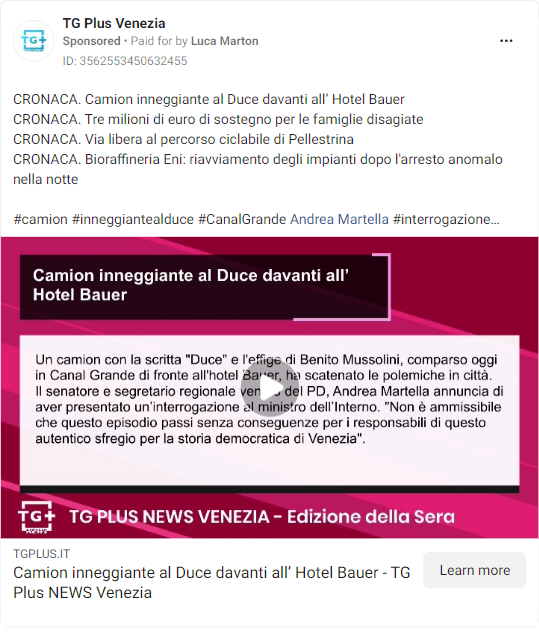 TG Plus Venezia
Sponsored • Paid for by Luca Marton
ID: 3562553450632455
CRONACA. Camion inneggiante al Duce davanti all’ Hotel Bauer
CRONACA. Tre milioni di euro di sostegno per le famiglie disagiate
CRONACA. Via libera al percorso ciclabile di Pellestrina
CRONACA. Bioraffineria Eni: riavviamento degli impianti dopo l'arresto anomalo
nella notte
#camion #inneggiantealduce #CanalGrande Andrea Martella #interrogazione...
Camion inneggiante al Duce davanti all’
Hotel Bauer
Un camion con la scritta "Duce" e l'effige di Benito Mussolini, comparso oggi
in Canal Grande di fronte all'hotel Bauer, ha scatenato le polemiche in città.
Il senatore e segretario regionale veneto del PD, Andrea Martella annuncia di
aver presentato un’interrogazione al ministro dell’Interno. "Non è ammissibile
che questo episodio passi senza conseguenze per i responsabili di questo
autentico sfregio per la storia democratica di Venezia".
TG+
NEWS
TG PLUS NEWS VENEZIA - Edizione della Sera
TGPLUS.IT
Camion inneggiante al Duce davanti all’ Hotel Bauer - TG
Plus NEWS Venezia
Learn more